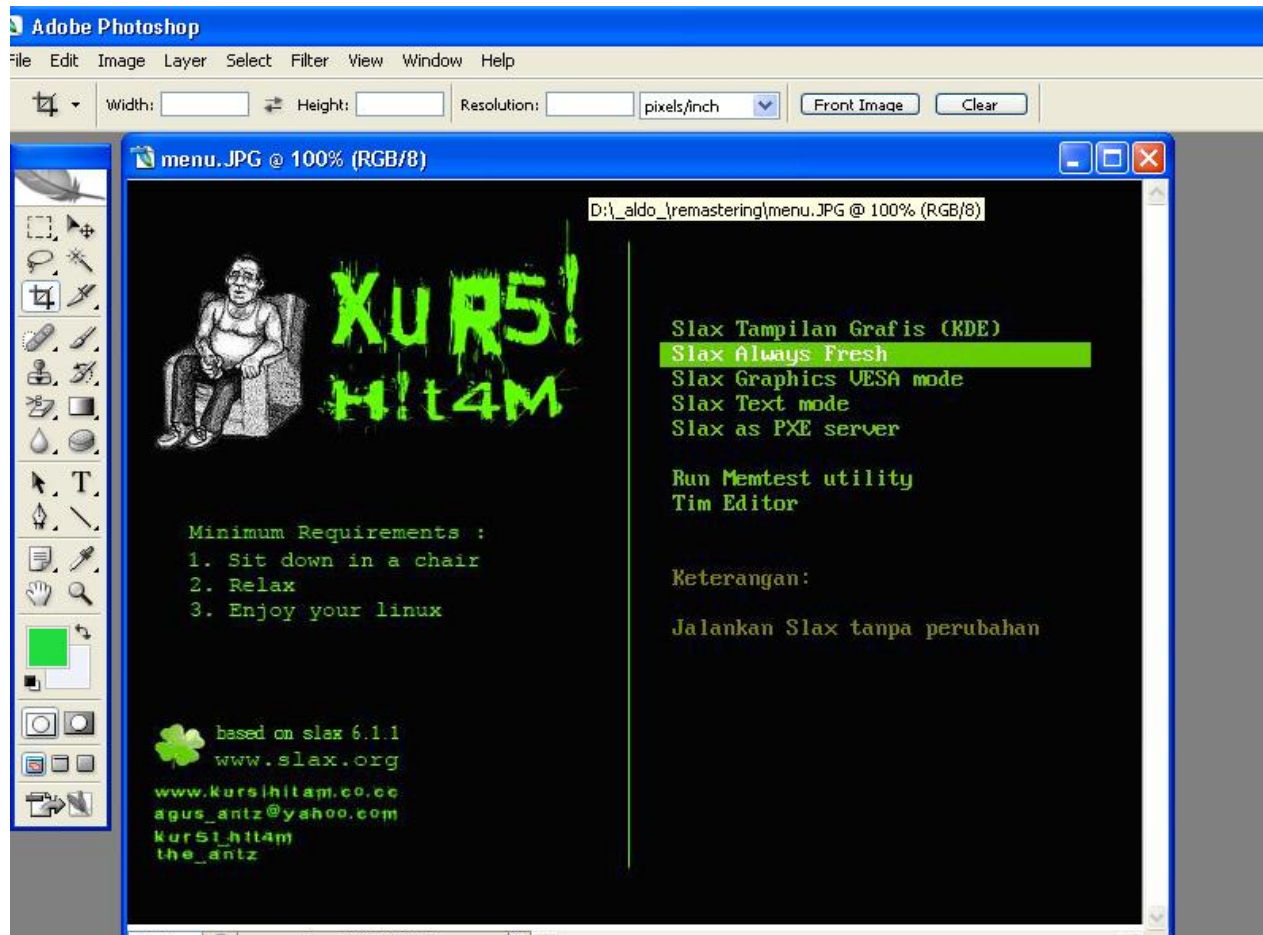 Adobe Photoshop
File Edit Image Layer Select Filter View Window Help
Width: Height: Resolution: pixels/inch Front Image Clear
menu.JPG @ 100% (RGB/8)
D:\_aldo_\remastering\menu.JPG @ 100% (RGB/8)
KuR5!
H!t4M
Minimum Requirements :
1. Sit down in a chair
2. Relax
3. Enjoy your linux
based on slax 6.1.1
www.slax.org
www.kursihitam.co.cc
agus_antz@yahoo.com
kur51_h1t4m
the_antz
Slax Tampilan Grafis (KDE)
Slax Always Fresh
Slax Graphics VESA mode
Slax Text mode
Slax as PXE server
Run Memtest utility
Tim Editor
Keterangan:
Jalankan Slax tanpa perubahan